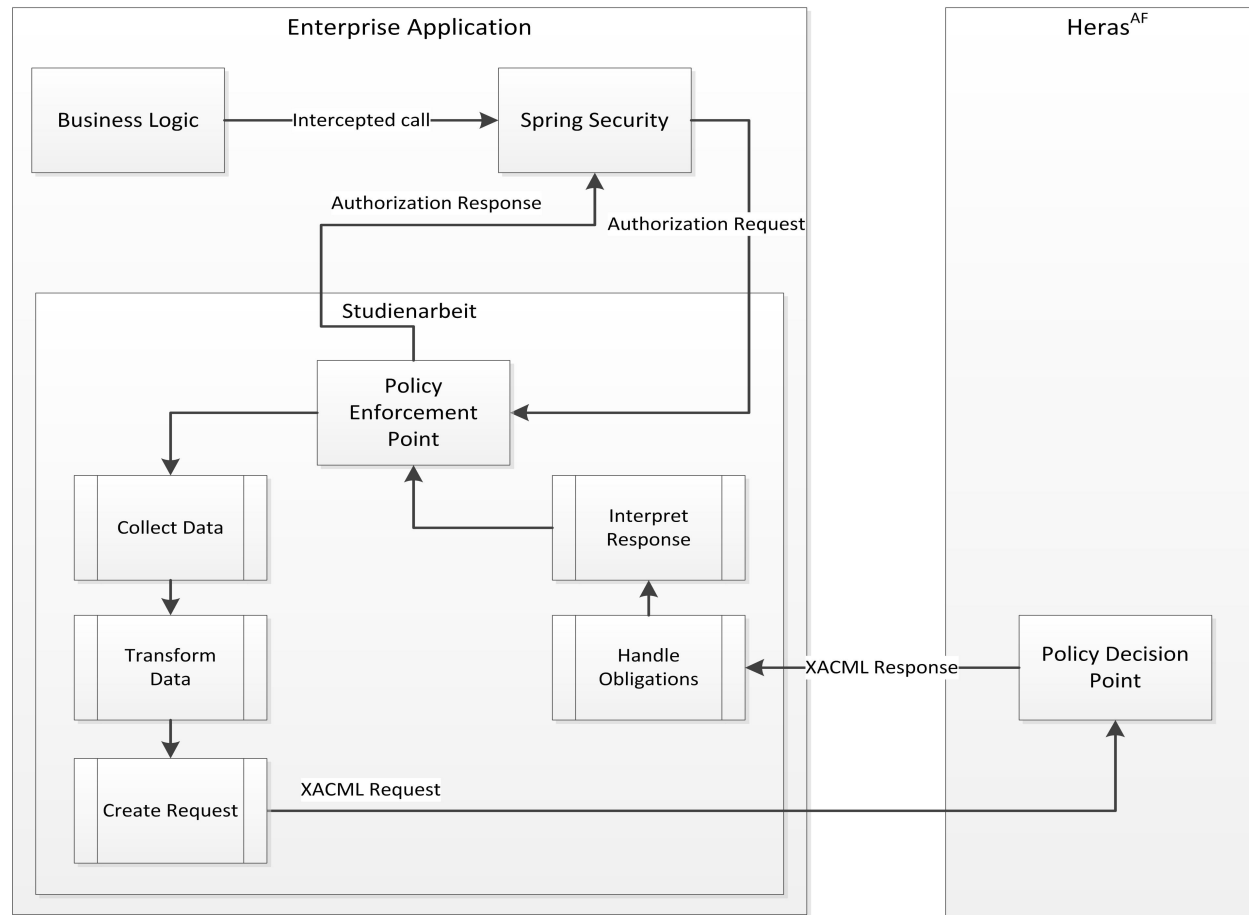 Enterprise Application
Heras^AF
Business Logic
Intercepted call
Spring Security
Authorization Response
Authorization Request
Studienarbeit
Policy
Enforcement
Point
Collect Data
Interpret
Response
Transform
Data
Handle
Obligations
XACML Response
Policy Decision
Point
Create Request
XACML Request